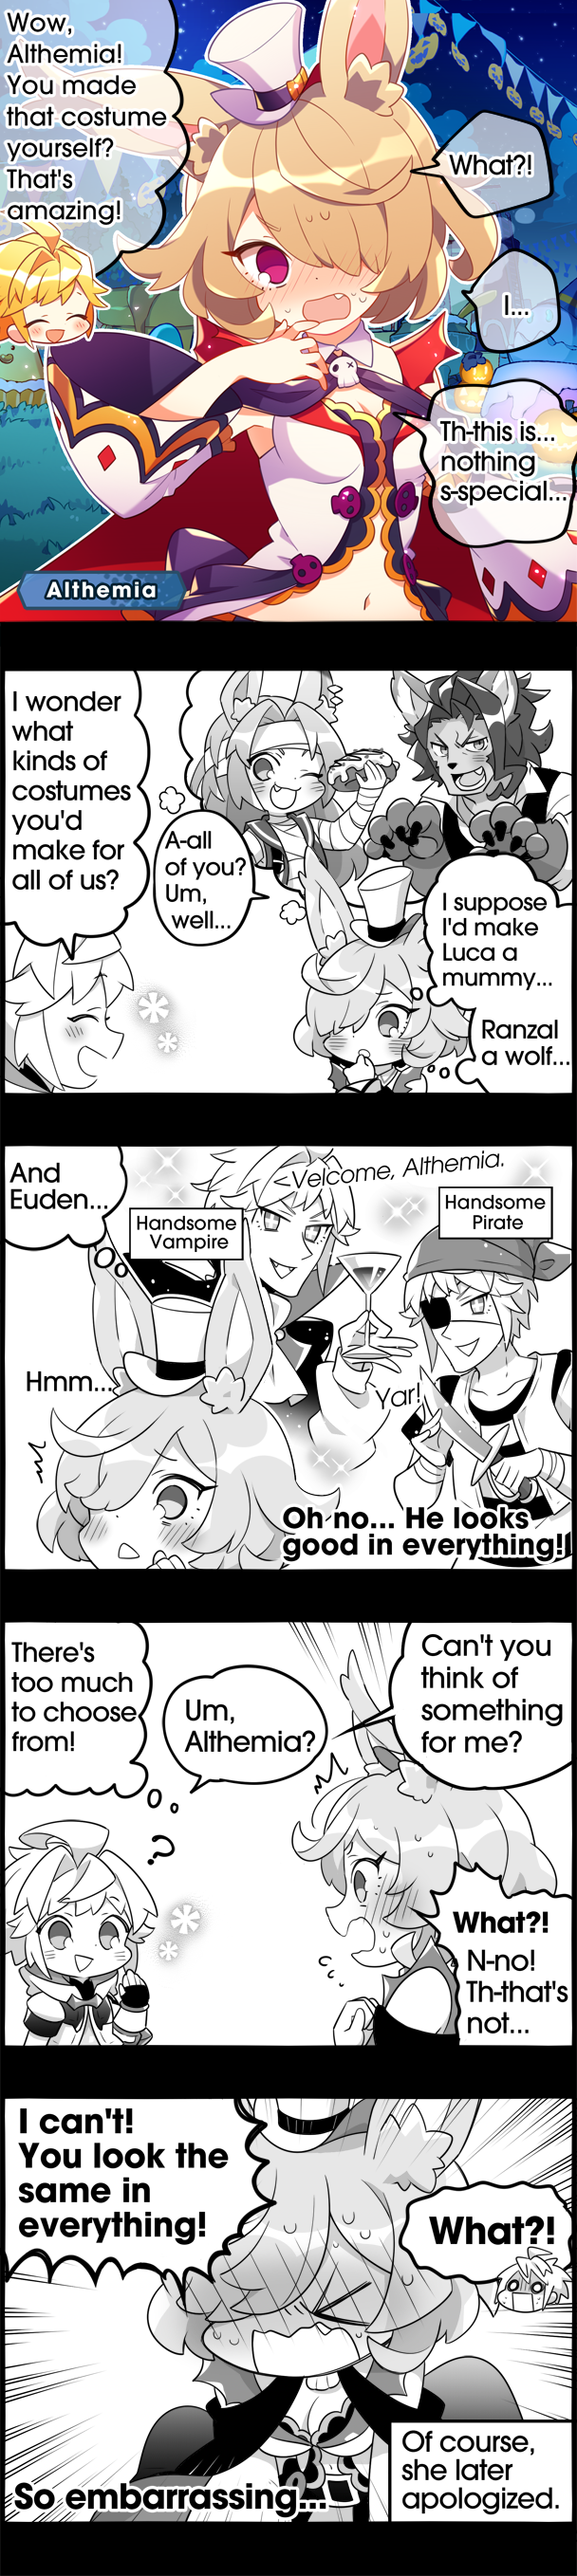 Wow,
Althemia!
You made
that costume
yourself?
That's
amazing!
What?!
I...
Th-this is...
nothing
s-special...
Althemia
I wonder
what
kinds of
costumes
you'd
make for
all of us?
A-all
of you?
Um,
well...
I suppose
I'd make
Luca a
mummy...
Ranzal
a wolf...
And
Euden...
Handsome
Vampire
Velcome, Althemia.
Handsome
Pirate
Hmm...
Yar!
Oh no... He looks
good in everything!
There's
too much
to choose
from!
Um,
Althemia?
Can't you
think of
something
for me?
?
What?!
N-no!
Th-that's
not...
I can't!
You look the
same in
everything!
What?!
So embarrassing...
Of course,
she later
apologized.